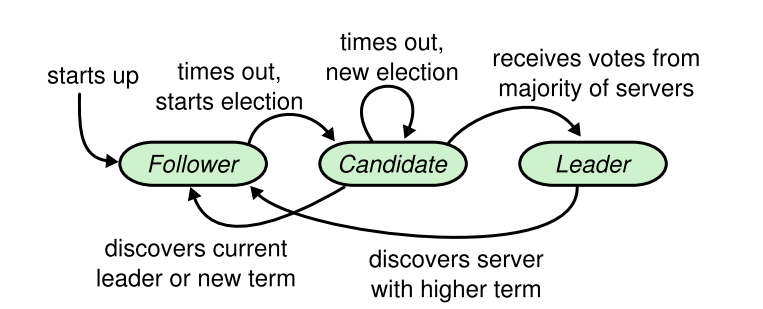 starts up
times out,
starts election
times out,
new election
receives votes from
majority of servers
Follower
Candidate
Leader
discovers current
leader or new term
discovers server
with higher term